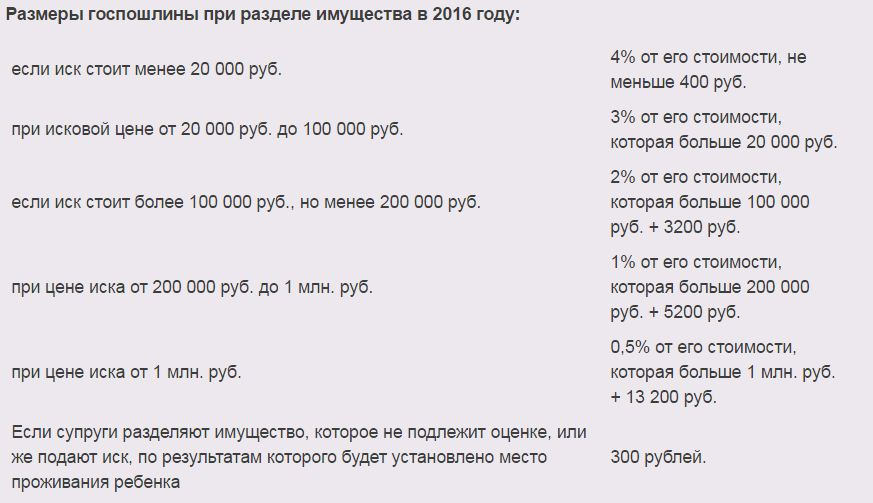 Размеры госпошлины при разделе имущества в 2016 году:
если иск стоит менее 20 000 руб.
4% от его стоимости, не
меньше 400 руб.
при исковой цене от 20 000 руб. до 100 000 руб.
3% от его стоимости,
которая больше 20 000 руб.
если иск стоит более 100 000 руб., но менее 200 000 руб.
2% от его стоимости,
которая больше 100 000
руб. + 3200 руб.
при цене иска от 200 000 руб. до 1 млн. руб.
1% от его стоимости,
которая больше 200 000
руб. + 5200 руб.
при цене иска от 1 млн. руб.
0,5% от его стоимости,
которая больше 1 млн. руб.
+ 13 200 руб.
Если супруги разделяют имущество, которое не подлежит оценке, или
же подают иск, по результатам которого будет установлено место
проживания ребенка
300 рублей.